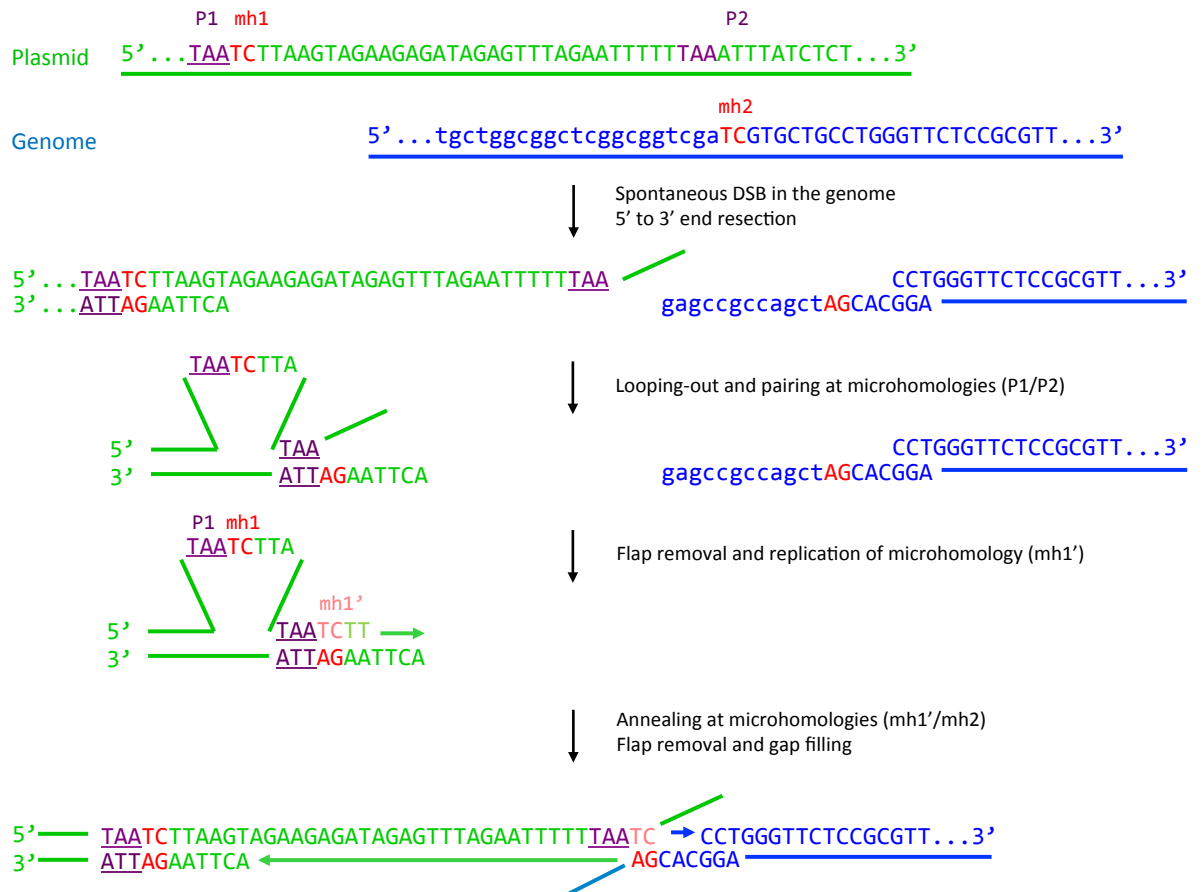 P1 mh1 P2
Plasmid 5’...TAATCTTAAGTAGAAGAGATAGAGTTTAGAATTTTTTAAATTTATCTCT...3’
mh2
Genome 5’...tgctggcggctcggcggtcgaTCGTGCTGCCTGGGTTCTCCGCGTT...3’
Spontaneous DSB in the genome
5’ to 3’ end resection
5’...TAATCTTAAGTAGAAGAGATAGAGTTTAGAATTTTTTAA CCTGGGTTCTCCGCGTT...3’
3’...ATTAGAATTCA gagccgccagctAGCACGGA
TAATCTTA
Looping-out and pairing at microhomologies (P1/P2)
5’ TAA CCTGGGTTCTCCGCGTT...3’
3’ ATTAGAATTCA gagccgccagctAGCACGGA
P1 mh1
TAATCTTA
Flap removal and replication of microhomology (mh1’)
mh1’
5’ TAATCTT
3’ ATTAGAATTCA
Annealing at microhomologies (mh1’/mh2)
Flap removal and gap filling
5’ TAATCTTAAGTAGAAGAGATAGAGTTTAGAATTTTTTAATC CCTGGGTTCTCCGCGTT...3’
3’ ATTAGAATTCA AGCACGGA